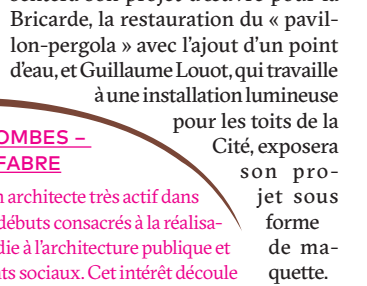 senterа son projet d'œuvre pour la
Bricarde, la restauration du « pavil-
lon-pergola » avec l'ajout d'un point
d'eau, et Guillaume Louot, qui travaille
à une installation lumineuse
pour les toits de la
Cité, exposera
son pro-
jet sous
forme
de ma-
quette.
OMBES –
FABRE
architecte très actif dans
débuts consacrés à la réalisa-
die à l'architecture publique et
ts sociaux. Cet intérêt découle